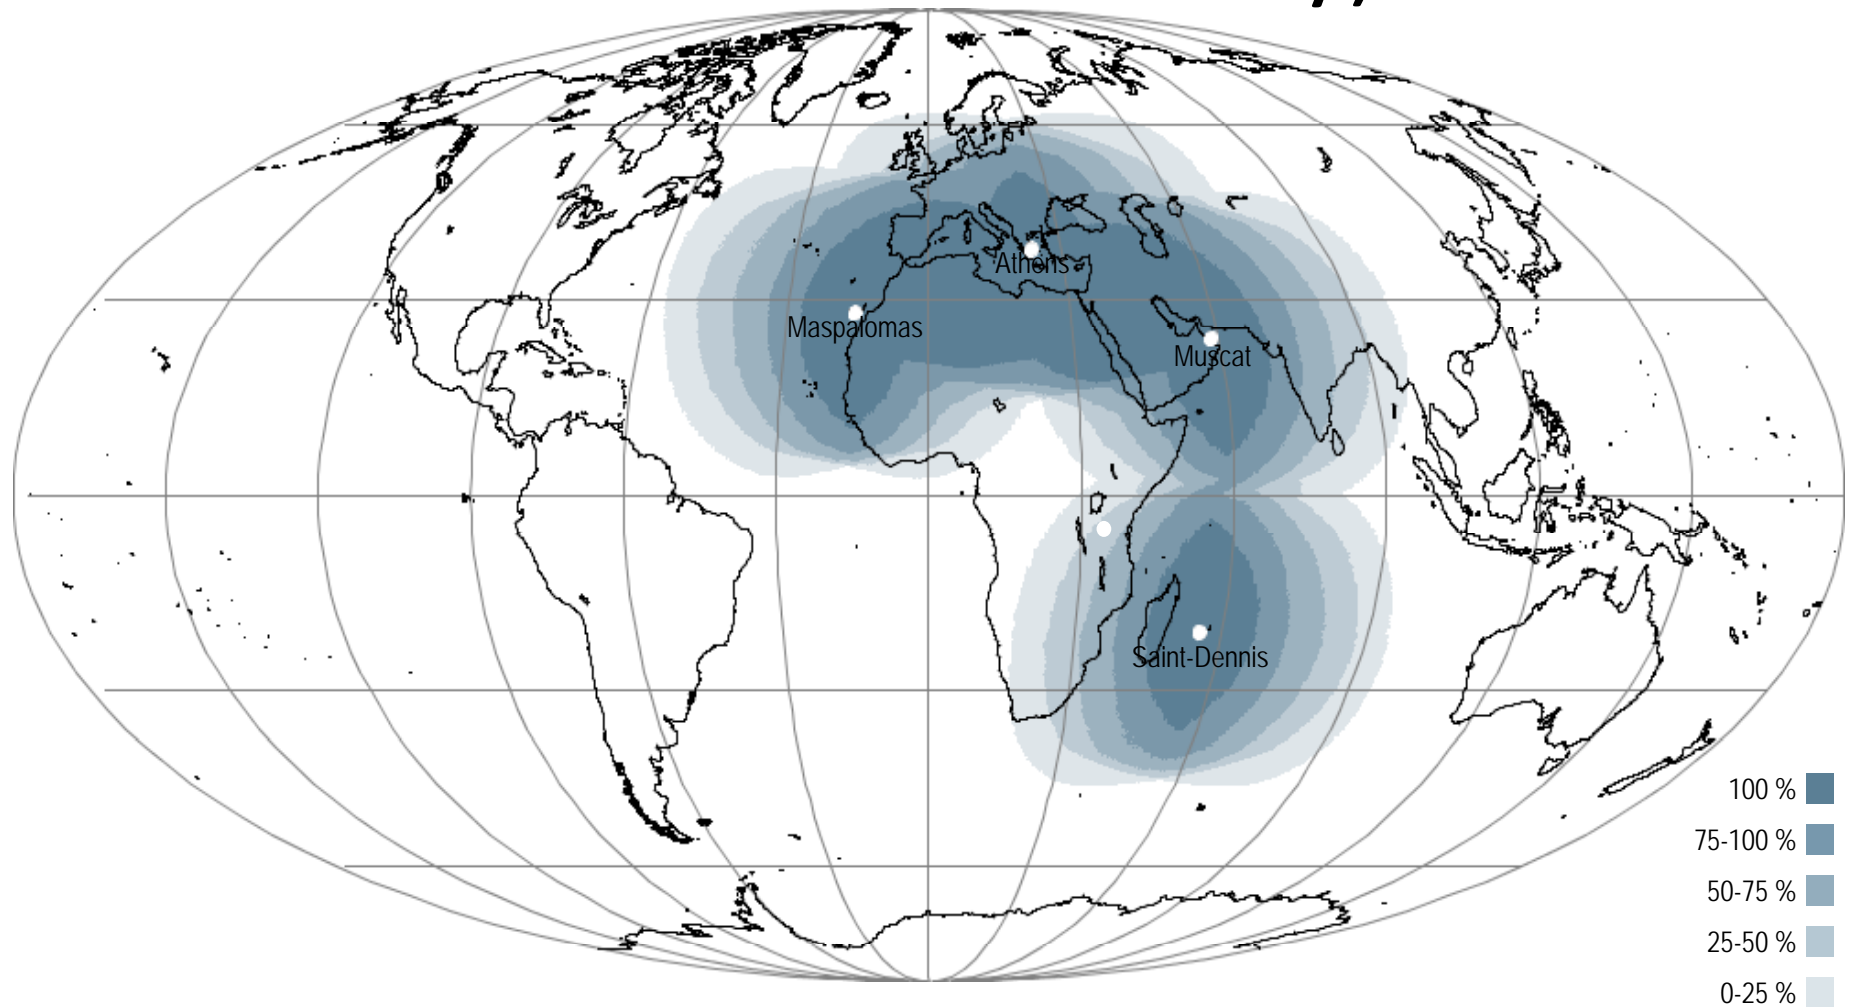 Athens
Maspalomas
Muscat
Saint-Dennis
100 %
75-100 %
50-75 %
25-50 %
0-25 %